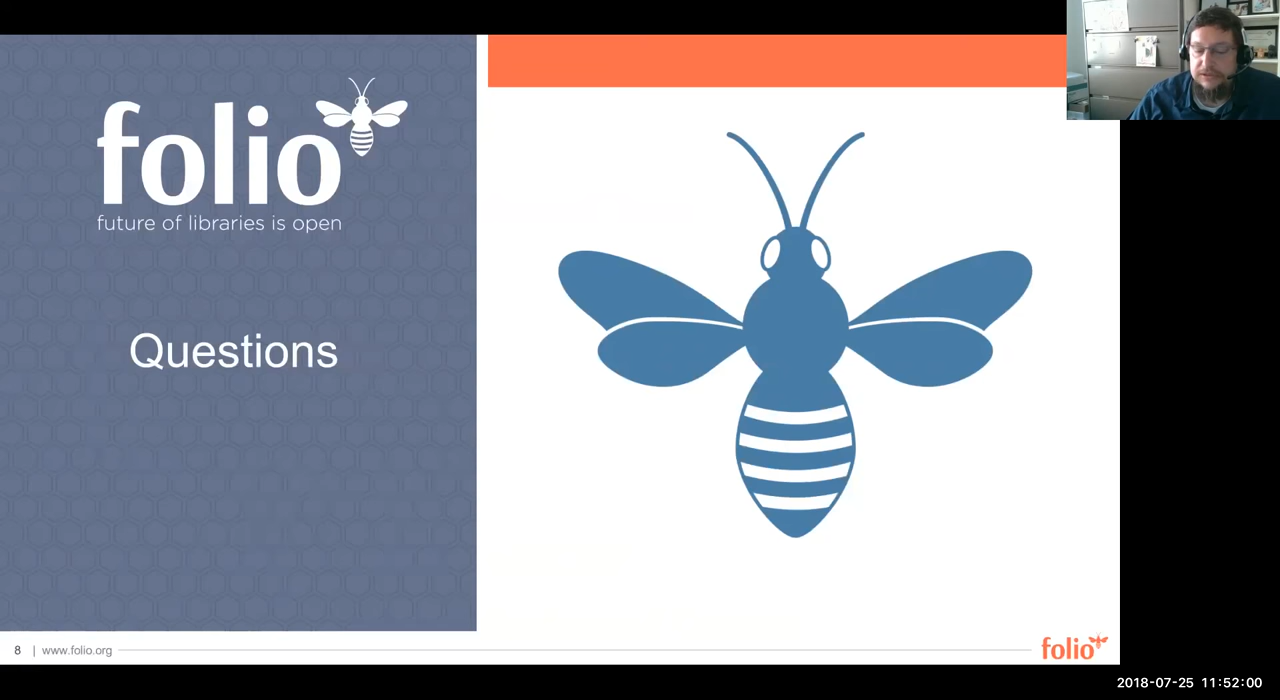 folio
future of libraries is open
Questions
8 | www.folio.org
folio
2018-07-25 11:52:00